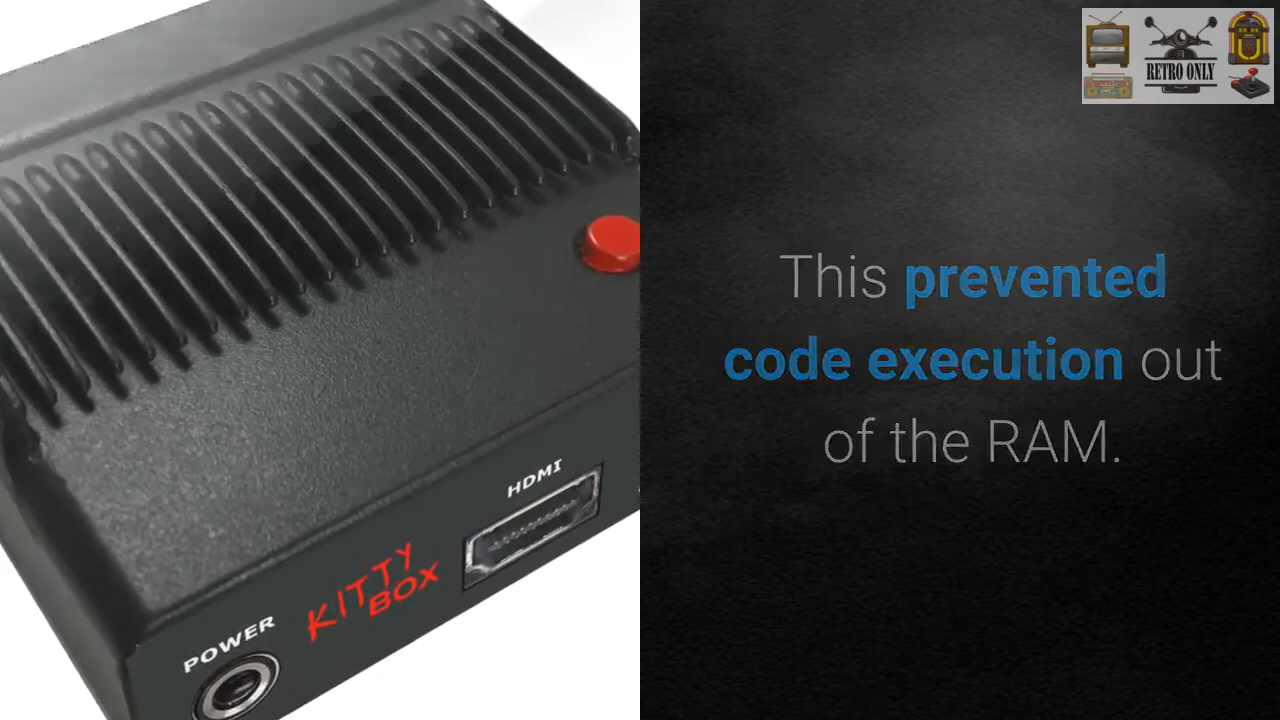 RETRO ONLY
This prevented
code execution out
of the RAM.
HDMI
KITTY
BOX
POWER